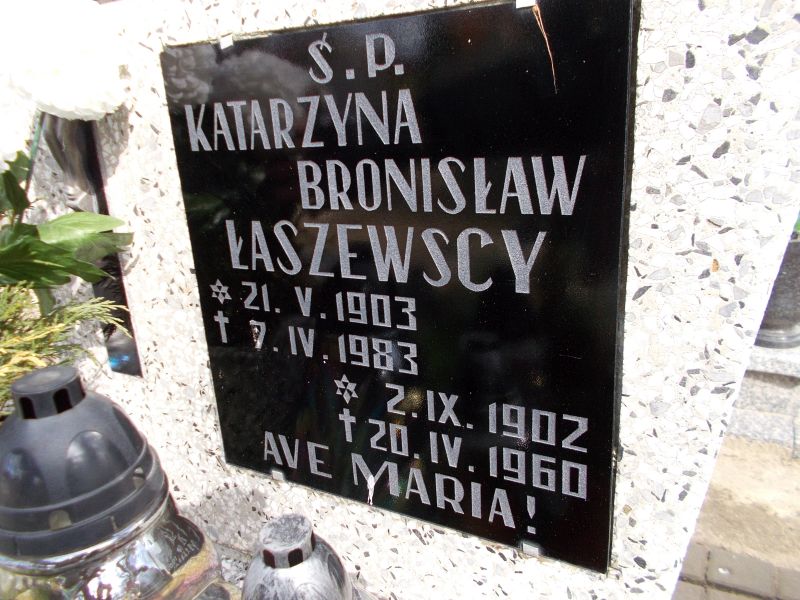 Ś.P.
KATARZYNA
BRONISŁAW
ŁASZEWSCY
21. V. 1903
7. IV. 1983
2. IX. 1902
20. IV. 1960
AVE MARIA!